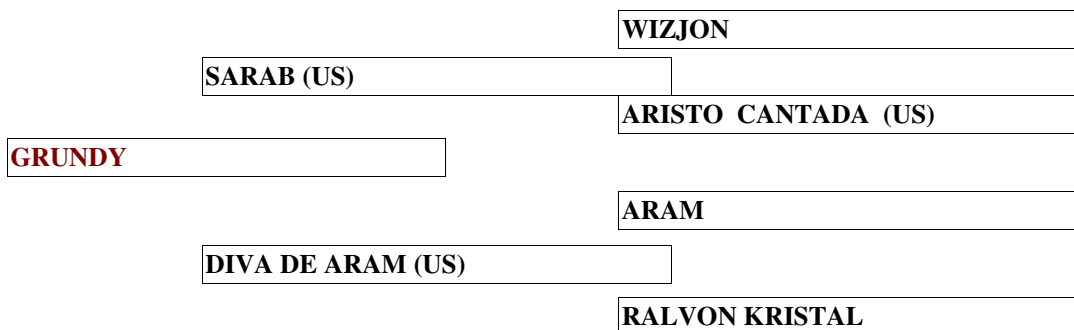 WIZJON
SARAB (US)
ARISTO CANTADA (US)
GRUNDY
ARAM
DIVA DE ARAM (US)
RALVON KRISTAL